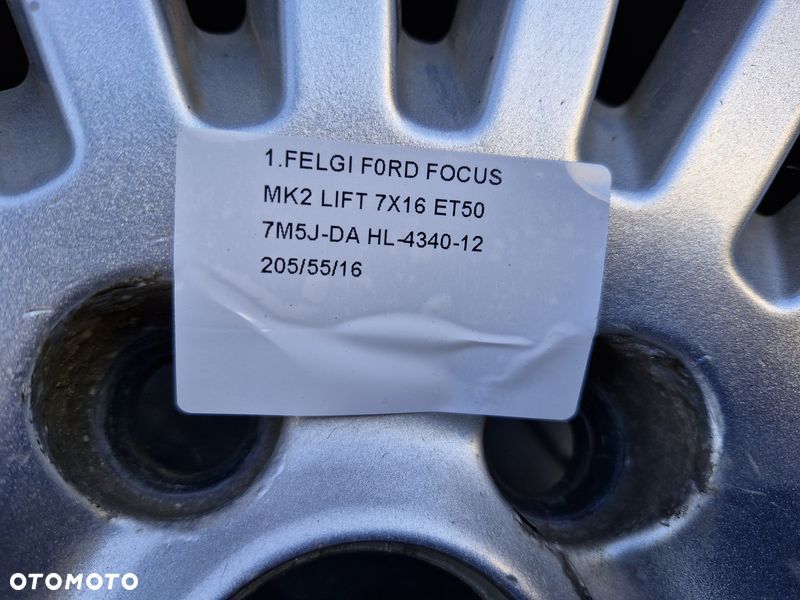 1.FELGI F0RD FOCUS
MK2 LIFT 7X16 ET50
7M5J-DA HL-4340-12
205/55/16
OTOMOTO